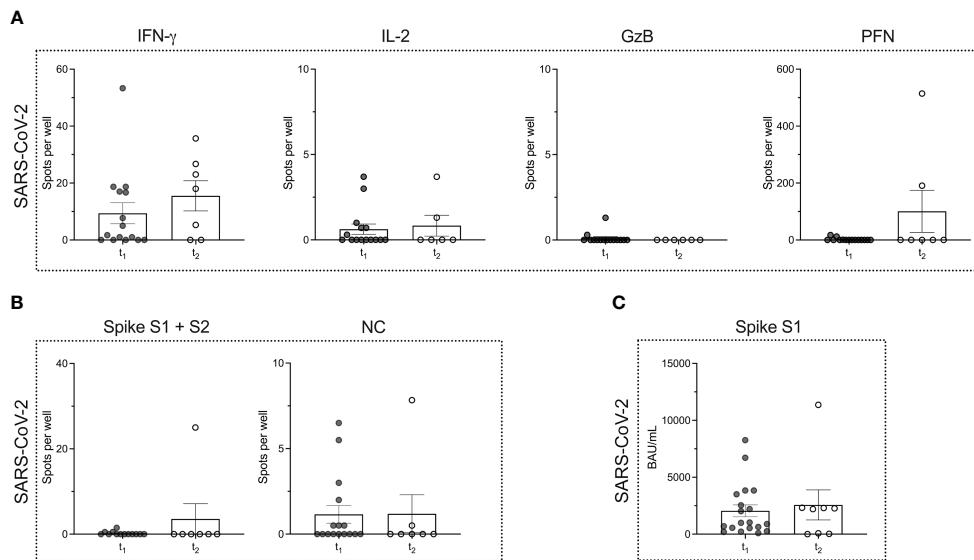 A
IFN-γ
IL-2
GzB
PFN
SARS-CoV-2
Spots per well
60
40
20
0
t1
t2
Spots per well
10
5
0
t1
t2
Spots per well
10
5
0
t1
t2
Spots per well
600
400
200
0
t1
t2
B
Spike S1 + S2
NC
SARS-CoV-2
Spots per well
40
30
20
10
0
t1
t2
Spots per well
10
5
0
t1
t2
C
Spike S1
SARS-CoV-2
BAU/mL
15000
10000
5000
0
t1
t2